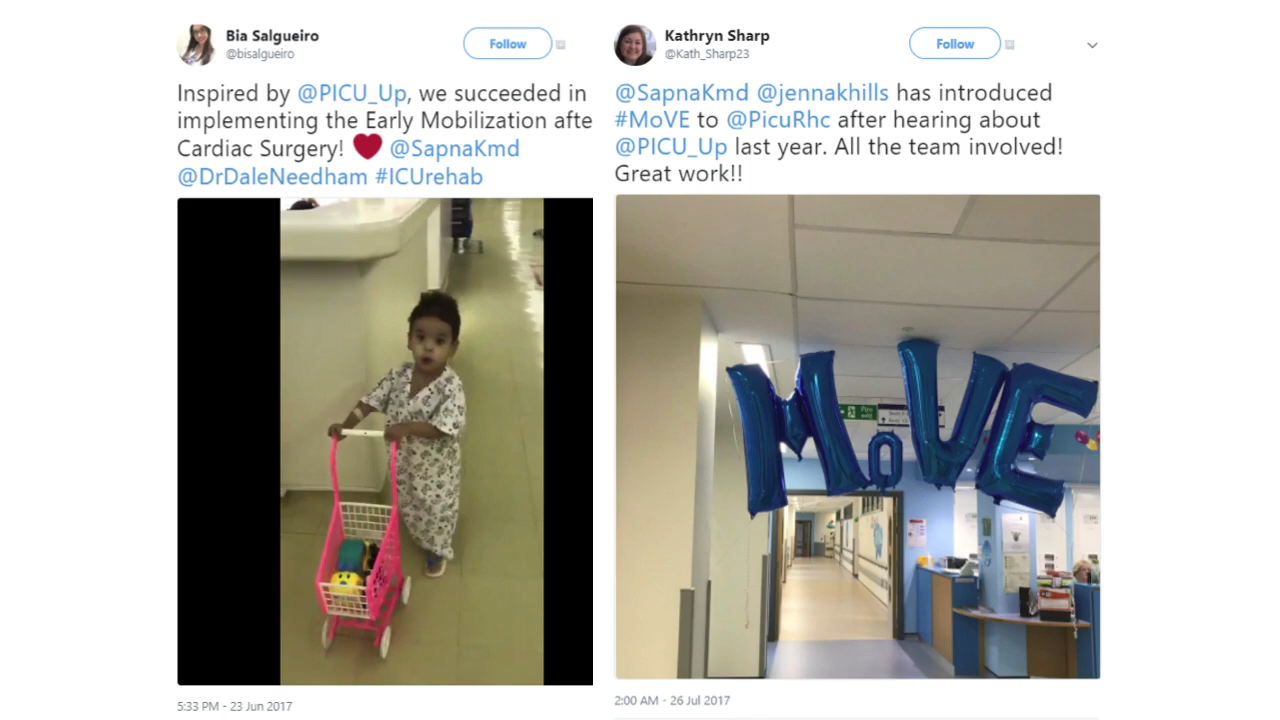 Bia Salgueiro
@bisalgueiro
Follow
Inspired by @PICU_Up, we succeeded in
implementing the Early Mobilization afte
Cardiac Surgery! @SapnaKmd
@DrDaleNeedham #ICUrehab
5:33 PM - 23 Jun 2017
Kathryn Sharp
@Kath_Sharp23
Follow
@SapnaKmd @jennakhills has introduced
#MoVE to @PicuRhc after hearing about
@PICU_Up last year. All the team involved!
Great work!!
MoVE
Fire
exit
2:00 AM - 26 Jul 2017